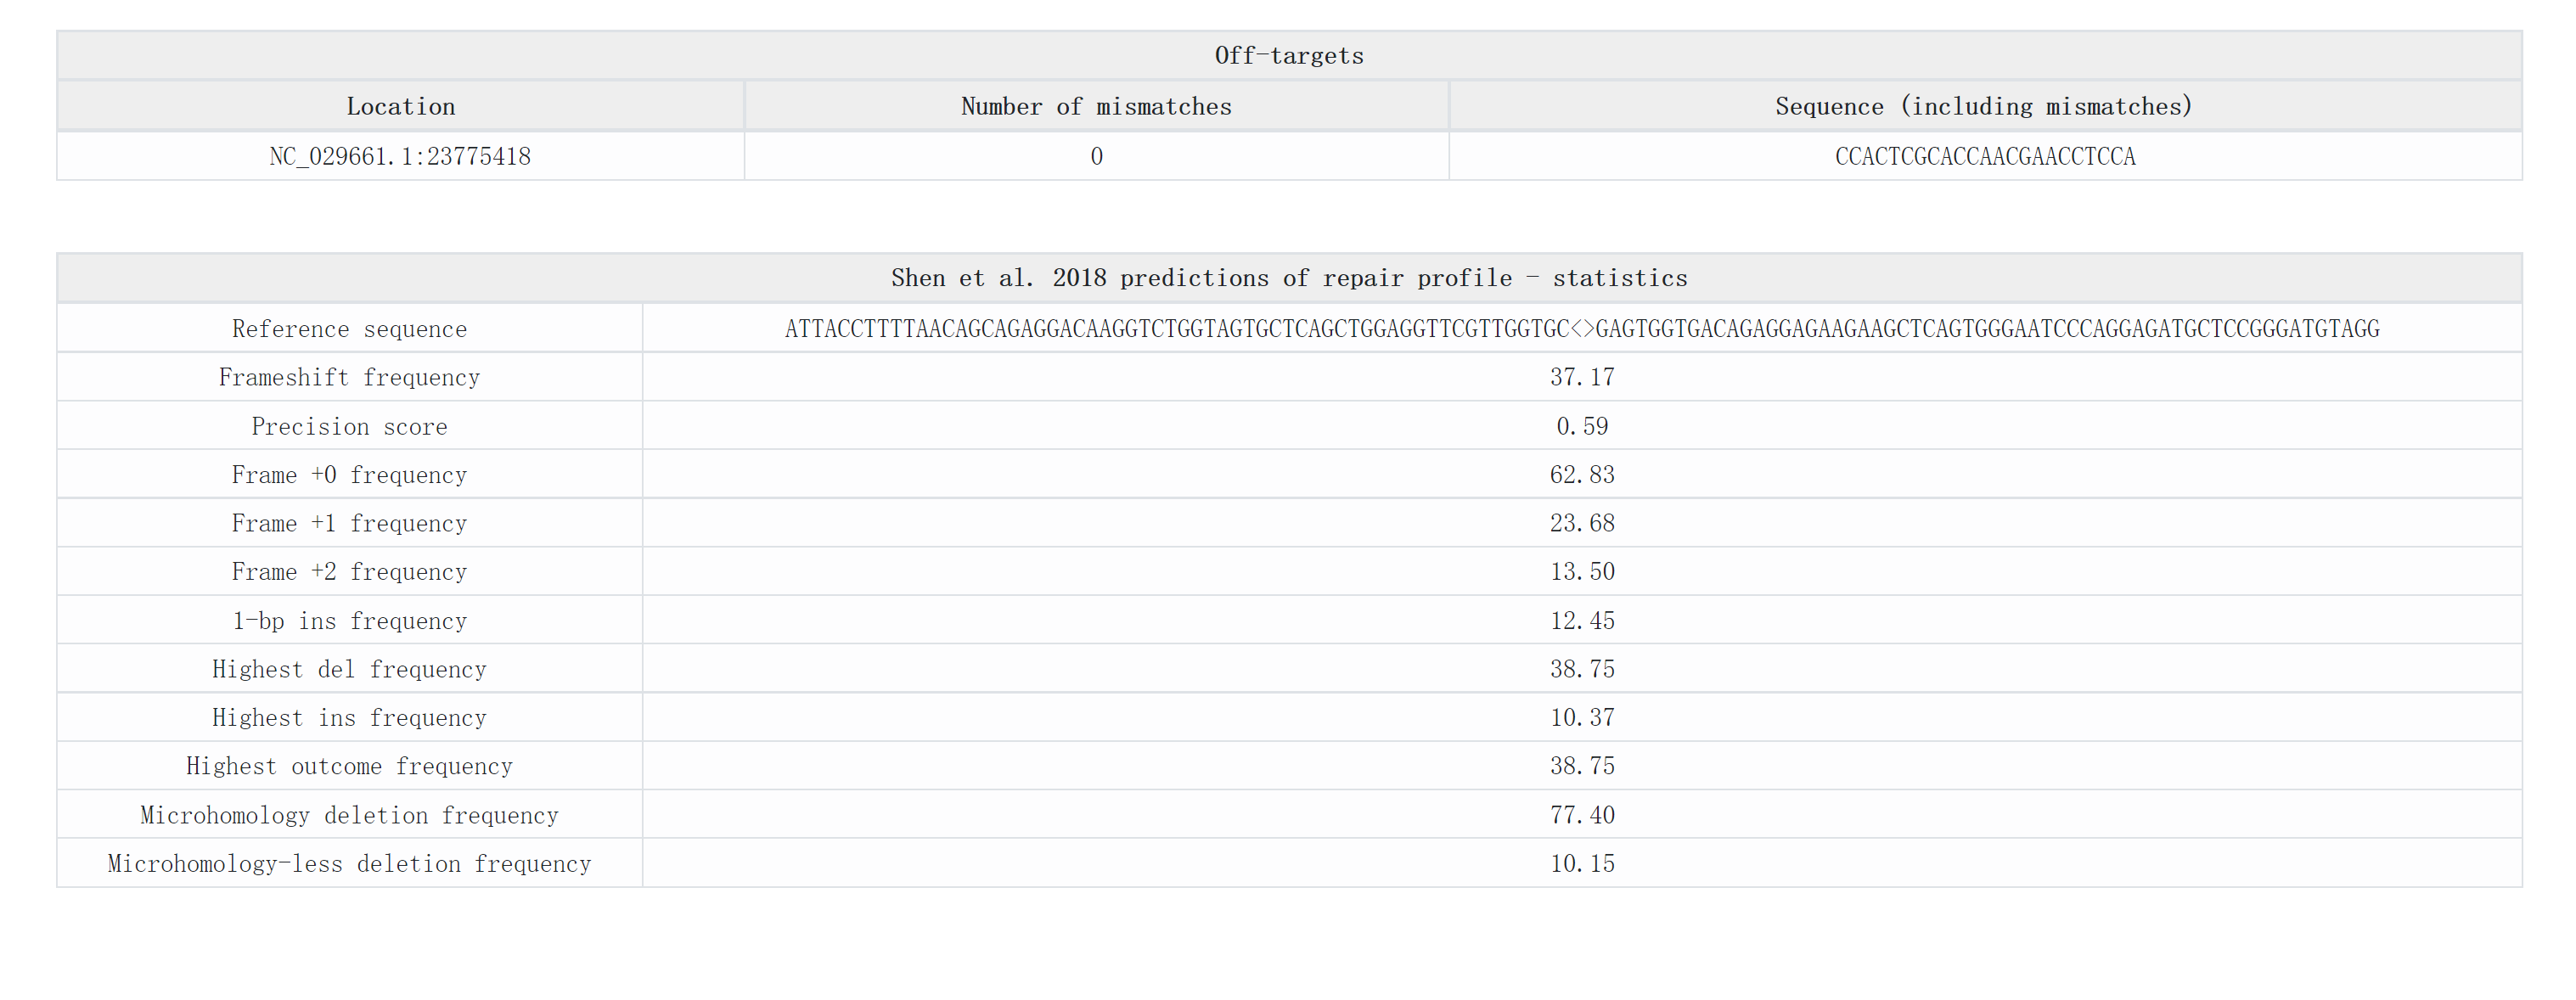 Off-targets
Location Number of mismatches Sequence (including mismatches)
NC_029661.1:23775418 0 CCACTCGCACCAACGAACCTCCA
Shen et al. 2018 predictions of repair profile - statistics
Reference sequence ATTACCTTTTAACAGCAGAGGACAAGGTCTGGTAGTGCTCAGCTGGAGGTTCGTTGGTGC<>GAGTGGTGACAGAGGAGAAGAAGCTCAGTGGGAATCCCAGGAGATGCTCCGGGATGTAGG
Frameshift frequency 37.17
Precision score 0.59
Frame +0 frequency 62.83
Frame +1 frequency 23.68
Frame +2 frequency 13.50
1-bp ins frequency 12.45
Highest del frequency 38.75
Highest ins frequency 10.37
Highest outcome frequency 38.75
Microhomology deletion frequency 77.40
Microhomology-less deletion frequency 10.15